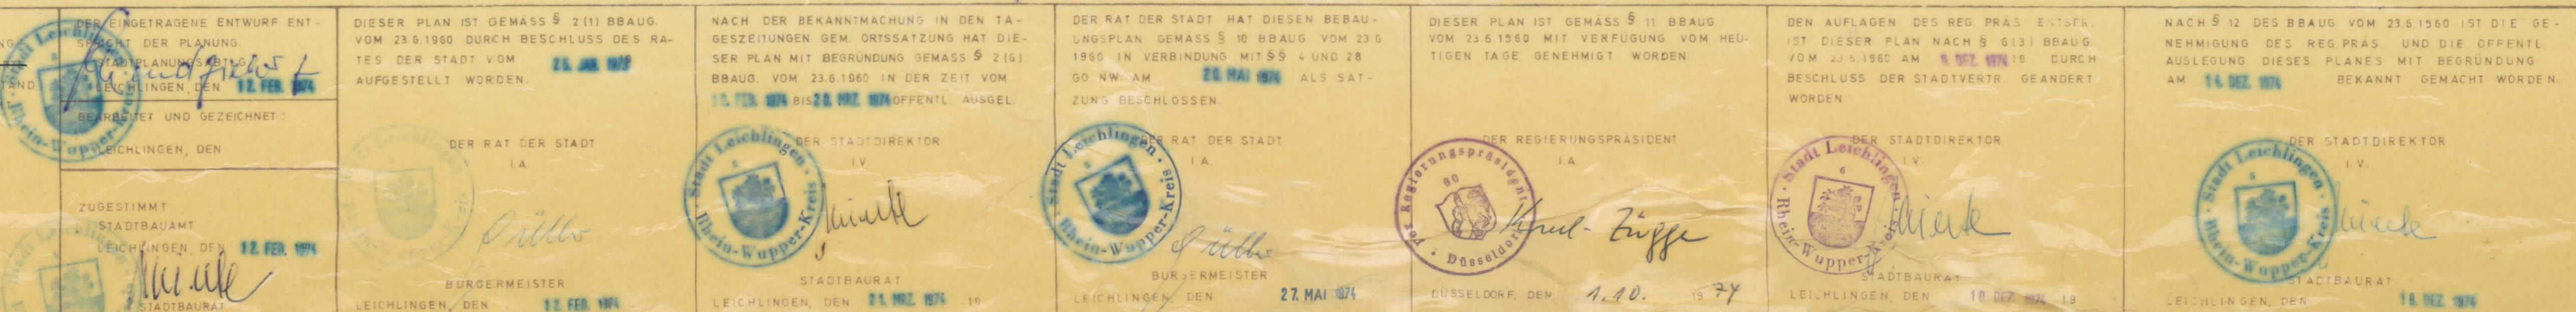 DER EINGETRAGENE ENTWURF ENT-
SPRICHT DER PLANUNG.
STADTPLANUNGSABTLG.
LEICHLINGEN, DEN 12. FEB. 1974
BEARBEITET UND GEZEICHNET:
LEICHLINGEN, DEN
ZUGESTIMMT
STADTBAUAMT
LEICHLINGEN, DEN 12. FEB. 1974
STADTBAURAT
DIESER PLAN IST GEMÄSS § 2(1) BBAUG.
VOM 23.6.1960 DURCH BESCHLUSS DES RA-
TES DER STADT VOM
AUFGESTELLT WORDEN.
DER RAT DER STADT
I.A.
BÜRGERMEISTER
LEICHLINGEN, DEN 12. FEB. 1974
NACH DER BEKANNTMACHUNG IN DEN TA-
GESZEITUNGEN GEM. ORTSSATZUNG HAT DIE-
SER PLAN MIT BEGRÜNDUNG GEMÄSS § 2(6)
BBAUG. VOM 23.6.1960 IN DER ZEIT VOM
FEB. 1974 BIS 20. MRZ. 1974 ÖFFENTL. AUSGEL.
DER STADTDIREKTOR
I.V.
Stadt Leichlingen
Rhein-Wupper-Kreis
STADTBAURAT
LEICHLINGEN, DEN 21. MRZ. 1974 19
DER RAT DER STADT HAT DIESEN BEBAU-
UNGSPLAN GEMÄSS § 10 BBAUG. VOM 23.6.
1960 IN VERBINDUNG MIT §§ 4 UND 28
GO NW. AM 20. MAI 1974 ALS SAT-
ZUNG BESCHLOSSEN.
DER RAT DER STADT
I.A.
Stadt Leichlingen
Rhein-Wupper-Kreis
BÜRGERMEISTER
LEICHLINGEN, DEN 27. MAI 1974
DIESER PLAN IST GEMÄSS § 11 BBAUG
VOM 23.6.1960 MIT VERFÜGUNG VOM HEU-
TIGEN TAGE GENEHMIGT WORDEN.
DER REGIERUNGSPRÄSIDENT
I.A.
Der Regierungspräsident
80
Düsseldorf
DÜSSELDORF, DEN 1.10. 1974
DEN AUFLAGEN DES REG. PRÄS. ENTSPR.
IST DIESER PLAN NACH § 6(3) BBAUG.
VOM 23.6.1960 AM DEZ. 1974 19 DURCH
BESCHLUSS DER STADTVERTR. GEÄNDERT
WORDEN.
DER STADTDIREKTOR
I.V.
Stadt Leichlingen
6
Rhein-Wupper-Kreis
STADTBAURAT
LEICHLINGEN, DEN 10. DEZ. 1974 19
NACH § 12 DES BBAUG. VOM 23.6.1960 IST DIE GE-
NEHMIGUNG DES REG. PRÄS. UND DIE ÖFFENTL.
AUSLEGUNG DIESES PLANES MIT BEGRÜNDUNG
AM 14. DEZ. 1974 BEKANNT GEMACHT WORDEN.
DER STADTDIREKTOR
I.V.
Stadt Leichlingen
Rhein-Wupper-Kreis
STADTBAURAT
LEICHLINGEN, DEN 18. DEZ. 1974